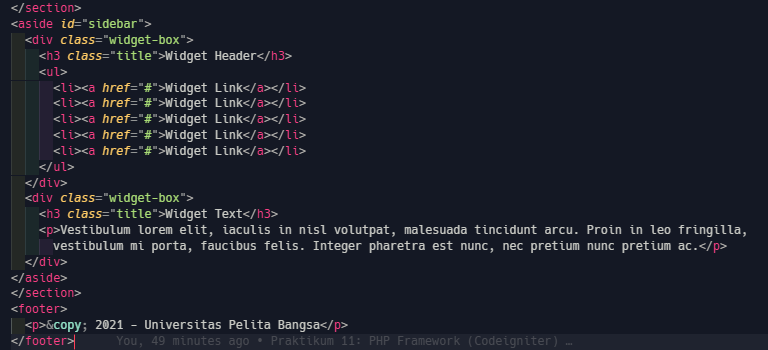 </section>
<aside id="sidebar">
<div class="widget-box">
<h3 class="title">Widget Header</h3>
<ul>
<li><a href="#">Widget Link</a></li>
<li><a href="#">Widget Link</a></li>
<li><a href="#">Widget Link</a></li>
<li><a href="#">Widget Link</a></li>
<li><a href="#">Widget Link</a></li>
</ul>
</div>
<div class="widget-box">
<h3 class="title">Widget Text</h3>
<p>Vestibulum lorem elit, iaculis in nisl volutpat, malesuada tincidunt arcu. Proin in leo fringilla,
vestibulum mi porta, faucibus felis. Integer pharetra est nunc, nec pretium nunc pretium ac.</p>
</div>
</aside>
</section>
<footer>
<p>&copy; 2021 - Universitas Pelita Bangsa</p>
</footer> You, 49 minutes ago • Praktikum 11: PHP Framework (Codeigniter) …